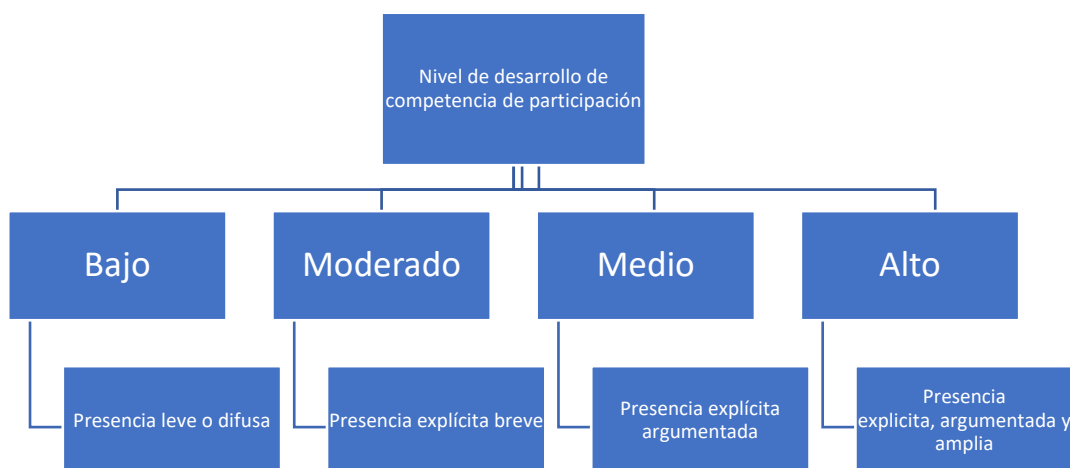 Nivel de desarrollo de
competencia de participación
Bajo
Moderado
Medio
Alto
Presencia leve o difusa
Presencia explícita breve
Presencia explícita
argumentada
Presencia
explicita, argumentada y
amplia